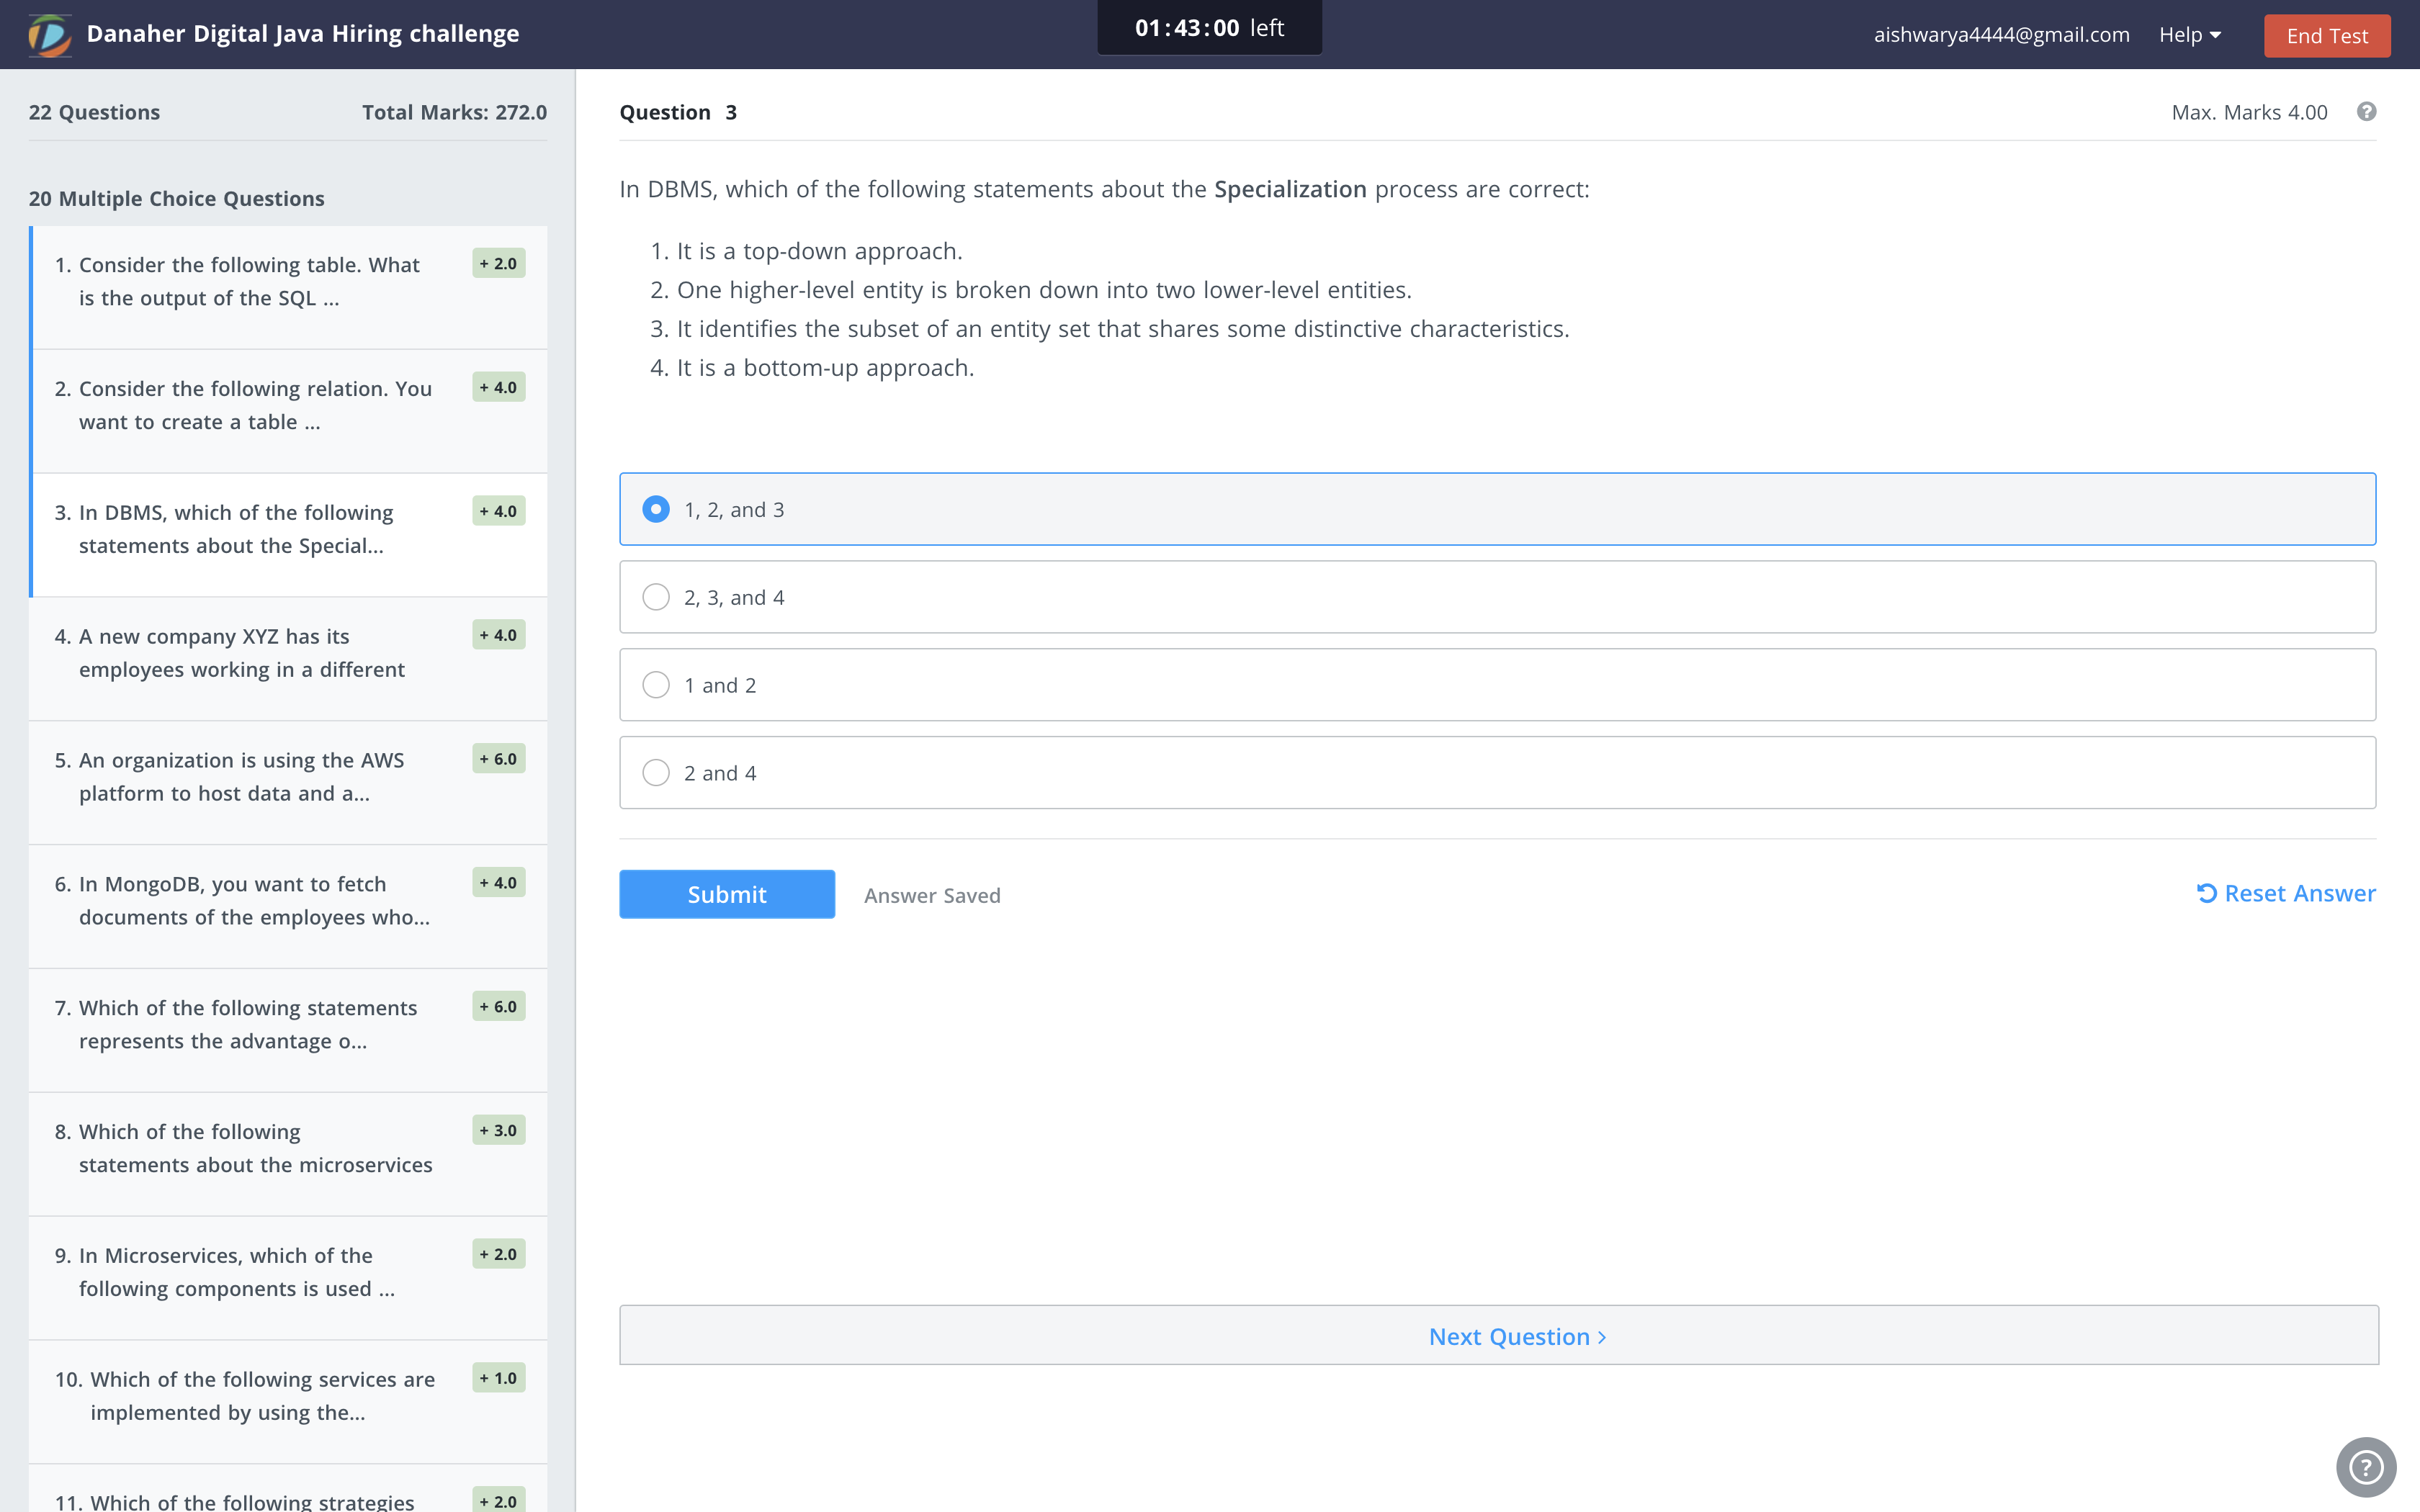 Danaher Digital Java Hiring challenge
01:43:00 left
aishwarya4444@gmail.com
Help
End Test
22 Questions
Total Marks: 272.0
20 Multiple Choice Questions
1. Consider the following table. What
is the output of the SQL ...
+ 2.0
2. Consider the following relation. You
want to create a table ...
+ 4.0
3. In DBMS, which of the following
statements about the Special...
+ 4.0
4. A new company XYZ has its
employees working in a different
+ 4.0
5. An organization is using the AWS
platform to host data and a...
+ 6.0
6. In MongoDB, you want to fetch
documents of the employees who...
+ 4.0
7. Which of the following statements
represents the advantage o...
+ 6.0
8. Which of the following
statements about the microservices
+ 3.0
9. In Microservices, which of the
following components is used ...
+ 2.0
10. Which of the following services are
implemented by using the...
+ 1.0
11. Which of the following strategies
+ 2.0
Question 3
Max. Marks 4.00
?
In DBMS, which of the following statements about the Specialization process are correct:
1. It is a top-down approach.
2. One higher-level entity is broken down into two lower-level entities.
3. It identifies the subset of an entity set that shares some distinctive characteristics.
4. It is a bottom-up approach.
1, 2, and 3
2, 3, and 4
1 and 2
2 and 4
Submit
Answer Saved
Reset Answer
Next Question
?